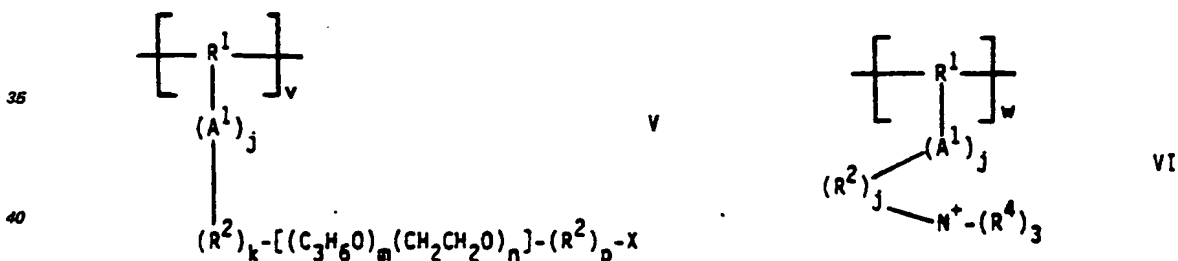 [ R¹ ]v
[ R¹ ]w
35
(A¹)j
V
(A¹)j
VI
(R²)j
N⁺-(R⁴)₃
40
(R²)k-[(C₃H₆O)m(CH₂CH₂O)n]-(R²)p-X